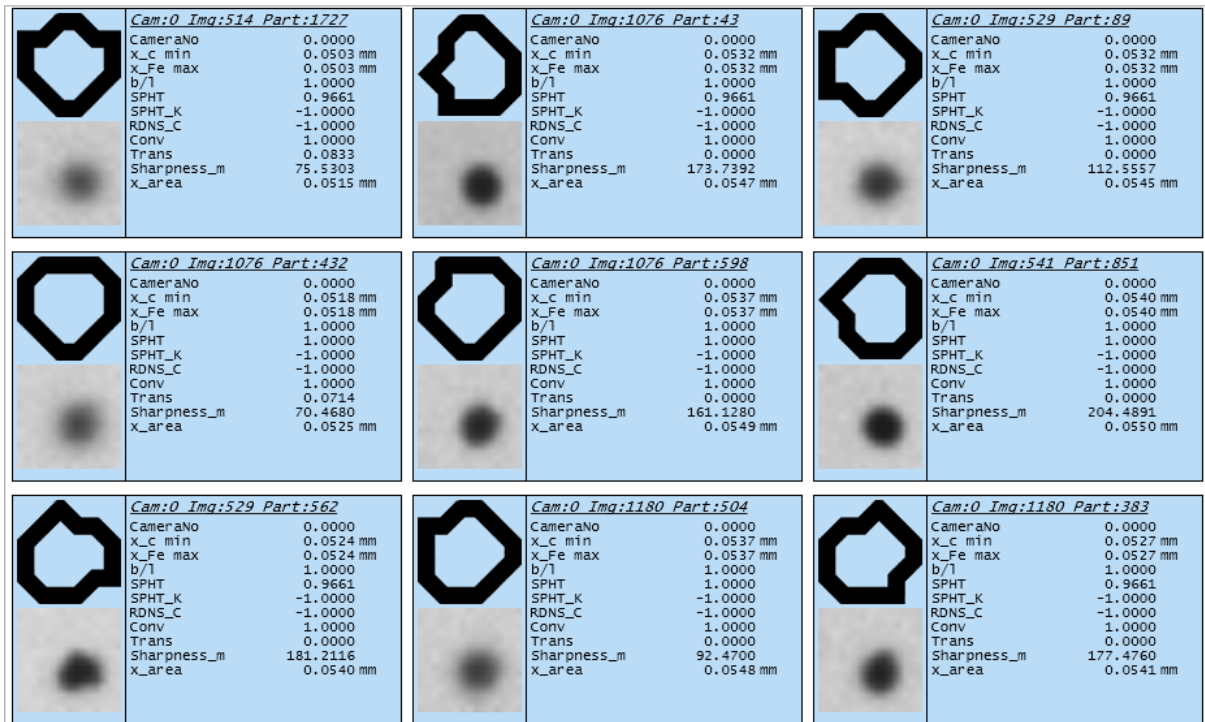 Cam:0 Img:514 Part:1727
CameraNo 0.0000
x_c min 0.0503 mm
x_Fe max 0.0503 mm
b/l 1.0000
SPHT 0.9661
SPHT_K -1.0000
RDNS_C -1.0000
Conv 1.0000
Trans 0.0833
Sharpness_m 75.5303
x_area 0.0515 mm
Cam:0 Img:1076 Part:43
CameraNo 0.0000
x_c min 0.0532 mm
x_Fe max 0.0532 mm
b/l 1.0000
SPHT 0.9661
SPHT_K -1.0000
RDNS_C -1.0000
Conv 1.0000
Trans 0.0000
Sharpness_m 173.7392
x_area 0.0547 mm
Cam:0 Img:529 Part:89
CameraNo 0.0000
x_c min 0.0532 mm
x_Fe max 0.0532 mm
b/l 1.0000
SPHT 0.9661
SPHT_K -1.0000
RDNS_C -1.0000
Conv 1.0000
Trans 0.0000
Sharpness_m 112.5557
x_area 0.0545 mm
Cam:0 Img:1076 Part:432
CameraNo 0.0000
x_c min 0.0518 mm
x_Fe max 0.0518 mm
b/l 1.0000
SPHT 1.0000
SPHT_K -1.0000
RDNS_C -1.0000
Conv 1.0000
Trans 0.0714
Sharpness_m 70.4680
x_area 0.0525 mm
Cam:0 Img:1076 Part:598
CameraNo 0.0000
x_c min 0.0537 mm
x_Fe max 0.0537 mm
b/l 1.0000
SPHT 1.0000
SPHT_K -1.0000
RDNS_C -1.0000
Conv 1.0000
Trans 0.0000
Sharpness_m 161.1280
x_area 0.0549 mm
Cam:0 Img:541 Part:851
CameraNo 0.0000
x_c min 0.0540 mm
x_Fe max 0.0540 mm
b/l 1.0000
SPHT 1.0000
SPHT_K -1.0000
RDNS_C -1.0000
Conv 1.0000
Trans 0.0000
Sharpness_m 204.4891
x_area 0.0550 mm
Cam:0 Img:529 Part:562
CameraNo 0.0000
x_c min 0.0524 mm
x_Fe max 0.0524 mm
b/l 1.0000
SPHT 0.9661
SPHT_K -1.0000
RDNS_C -1.0000
Conv 1.0000
Trans 0.0000
Sharpness_m 181.2116
x_area 0.0540 mm
Cam:0 Img:1180 Part:504
CameraNo 0.0000
x_c min 0.0537 mm
x_Fe max 0.0537 mm
b/l 1.0000
SPHT 1.0000
SPHT_K -1.0000
RDNS_C -1.0000
Conv 1.0000
Trans 0.0000
Sharpness_m 92.4700
x_area 0.0548 mm
Cam:0 Img:1180 Part:383
CameraNo 0.0000
x_c min 0.0527 mm
x_Fe max 0.0527 mm
b/l 1.0000
SPHT 0.9661
SPHT_K -1.0000
RDNS_C -1.0000
Conv 1.0000
Trans 0.0000
Sharpness_m 177.4760
x_area 0.0541 mm